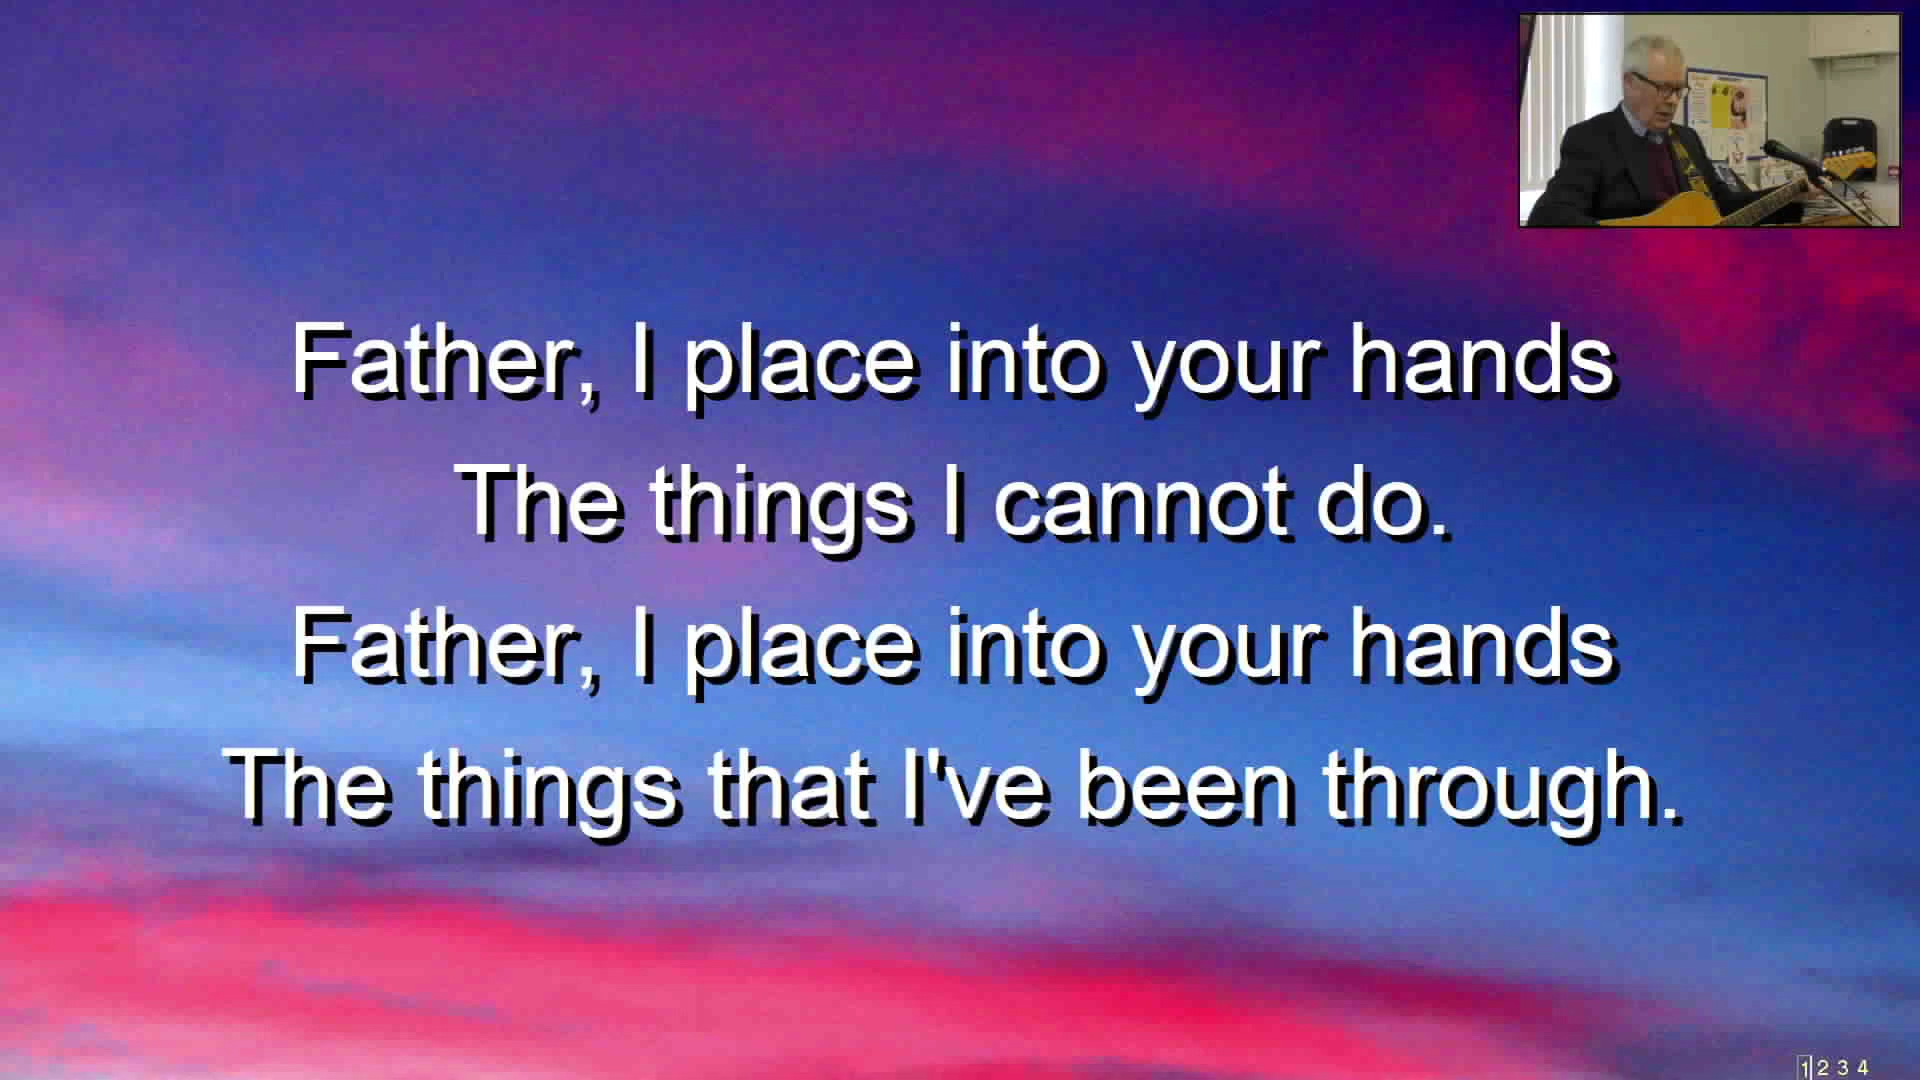 Father, I place into your hands
The things I cannot do.
Father, I place into your hands
The things that I've been through.
1 2 3 4